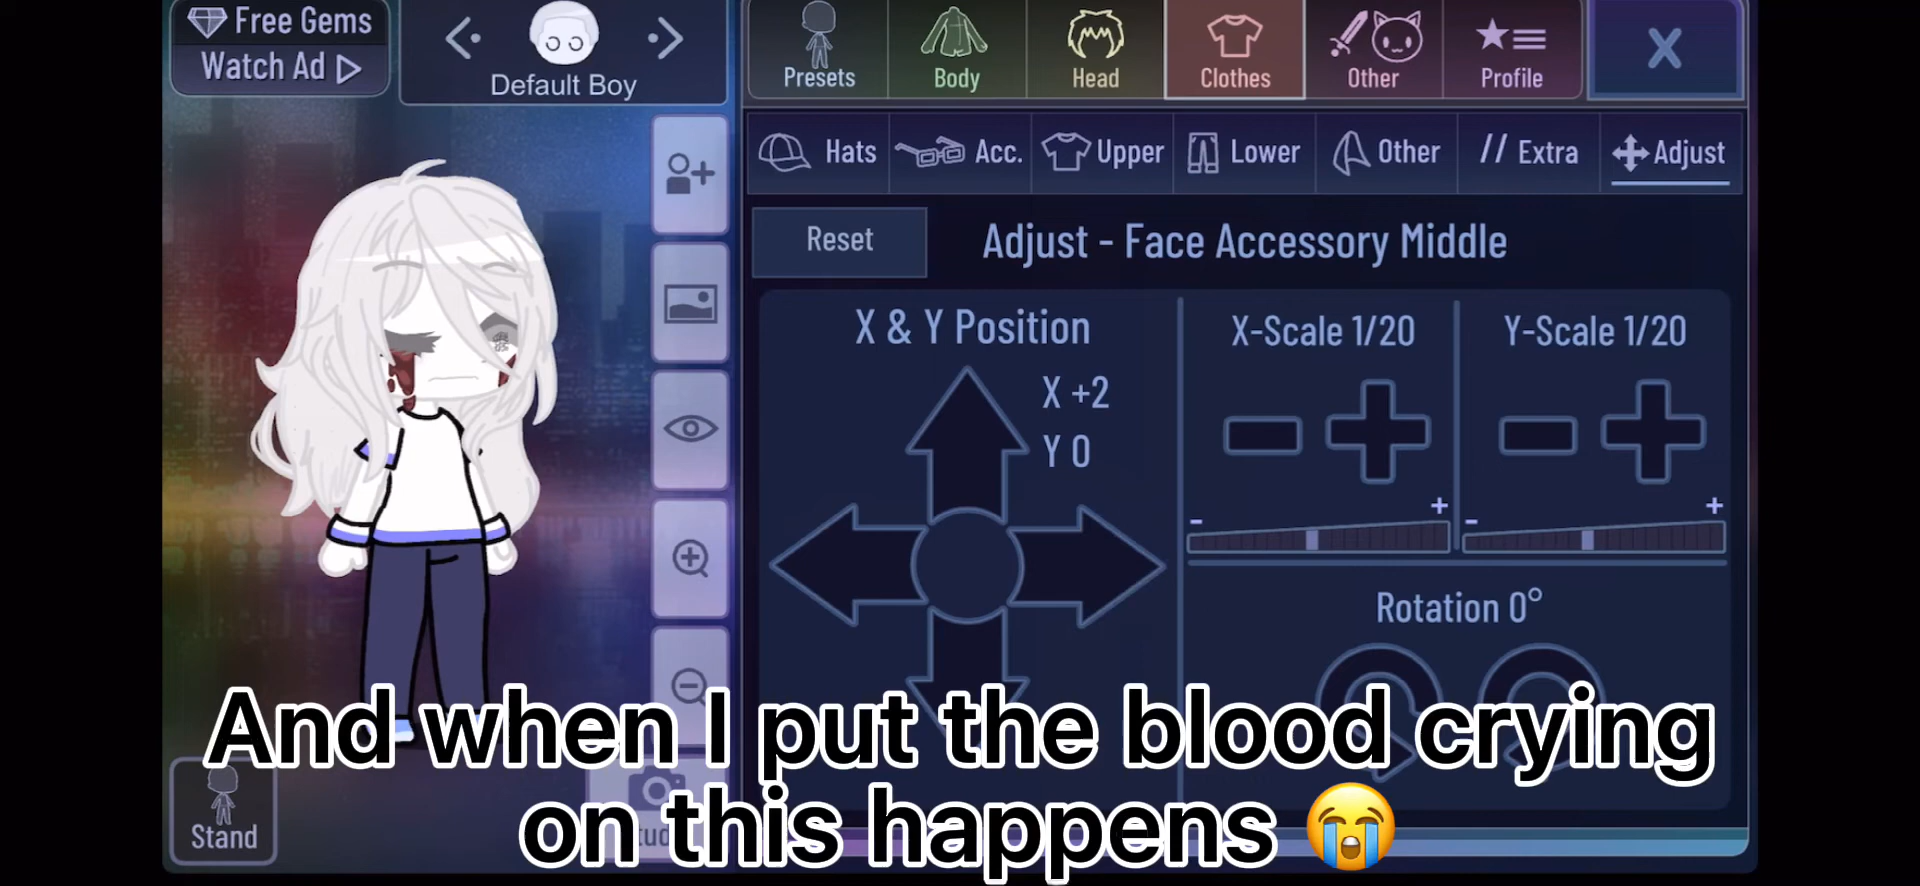 Free Gems
Watch Ad
Default Boy
Presets
Body
Head
Clothes
Other
Profile
X
Hats
Acc.
Upper
Lower
Other
// Extra
Adjust
Reset
Adjust - Face Accessory Middle
X & Y Position
X +2
Y 0
X-Scale 1/20
Y-Scale 1/20
- +
- +
Rotation 0°
And when I put the blood crying
on this happens 😭
Stand